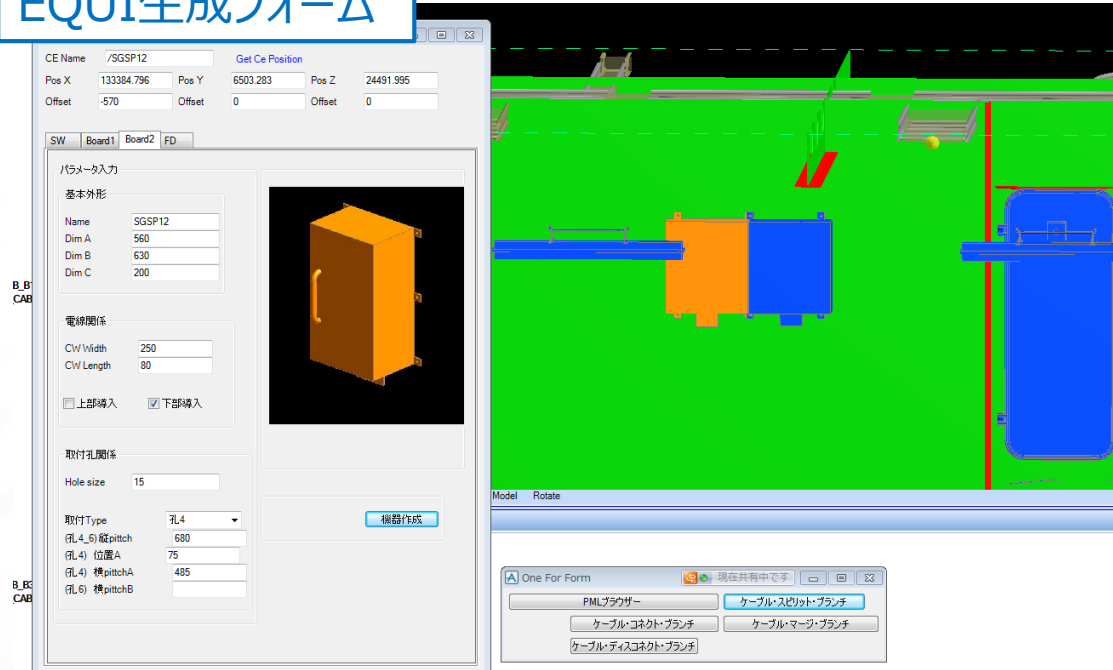 EQUI生成フォーム
CE Name /SGSP12 Get Ce Position
Pos X 133384.796 Pos Y 6503.283 Pos Z 24491.995
Offset -570 Offset 0 Offset 0
SW Board1 Board2 FD
パラメータ入力
基本外形
Name SGSP12
Dim A 560
Dim B 630
Dim C 200
電線関係
CW Width 250
CW Length 80
上部導入 下部導入
取付孔関係
Hole size 15
取付Type 孔4
(孔4_6) 縦pittch 680
(孔4) 位置A 75
(孔4) 横pittchA 485
(孔6) 横pittchB
機器作成
CAB
CAB
Model Rotate
One For Form 現在共有中です
PMLブラウザー ケーブル・スピリット・ブランチ
ケーブル・コネクト・ブランチ ケーブル・マージ・ブランチ
ケーブル・ディスコネクト・ブランチ